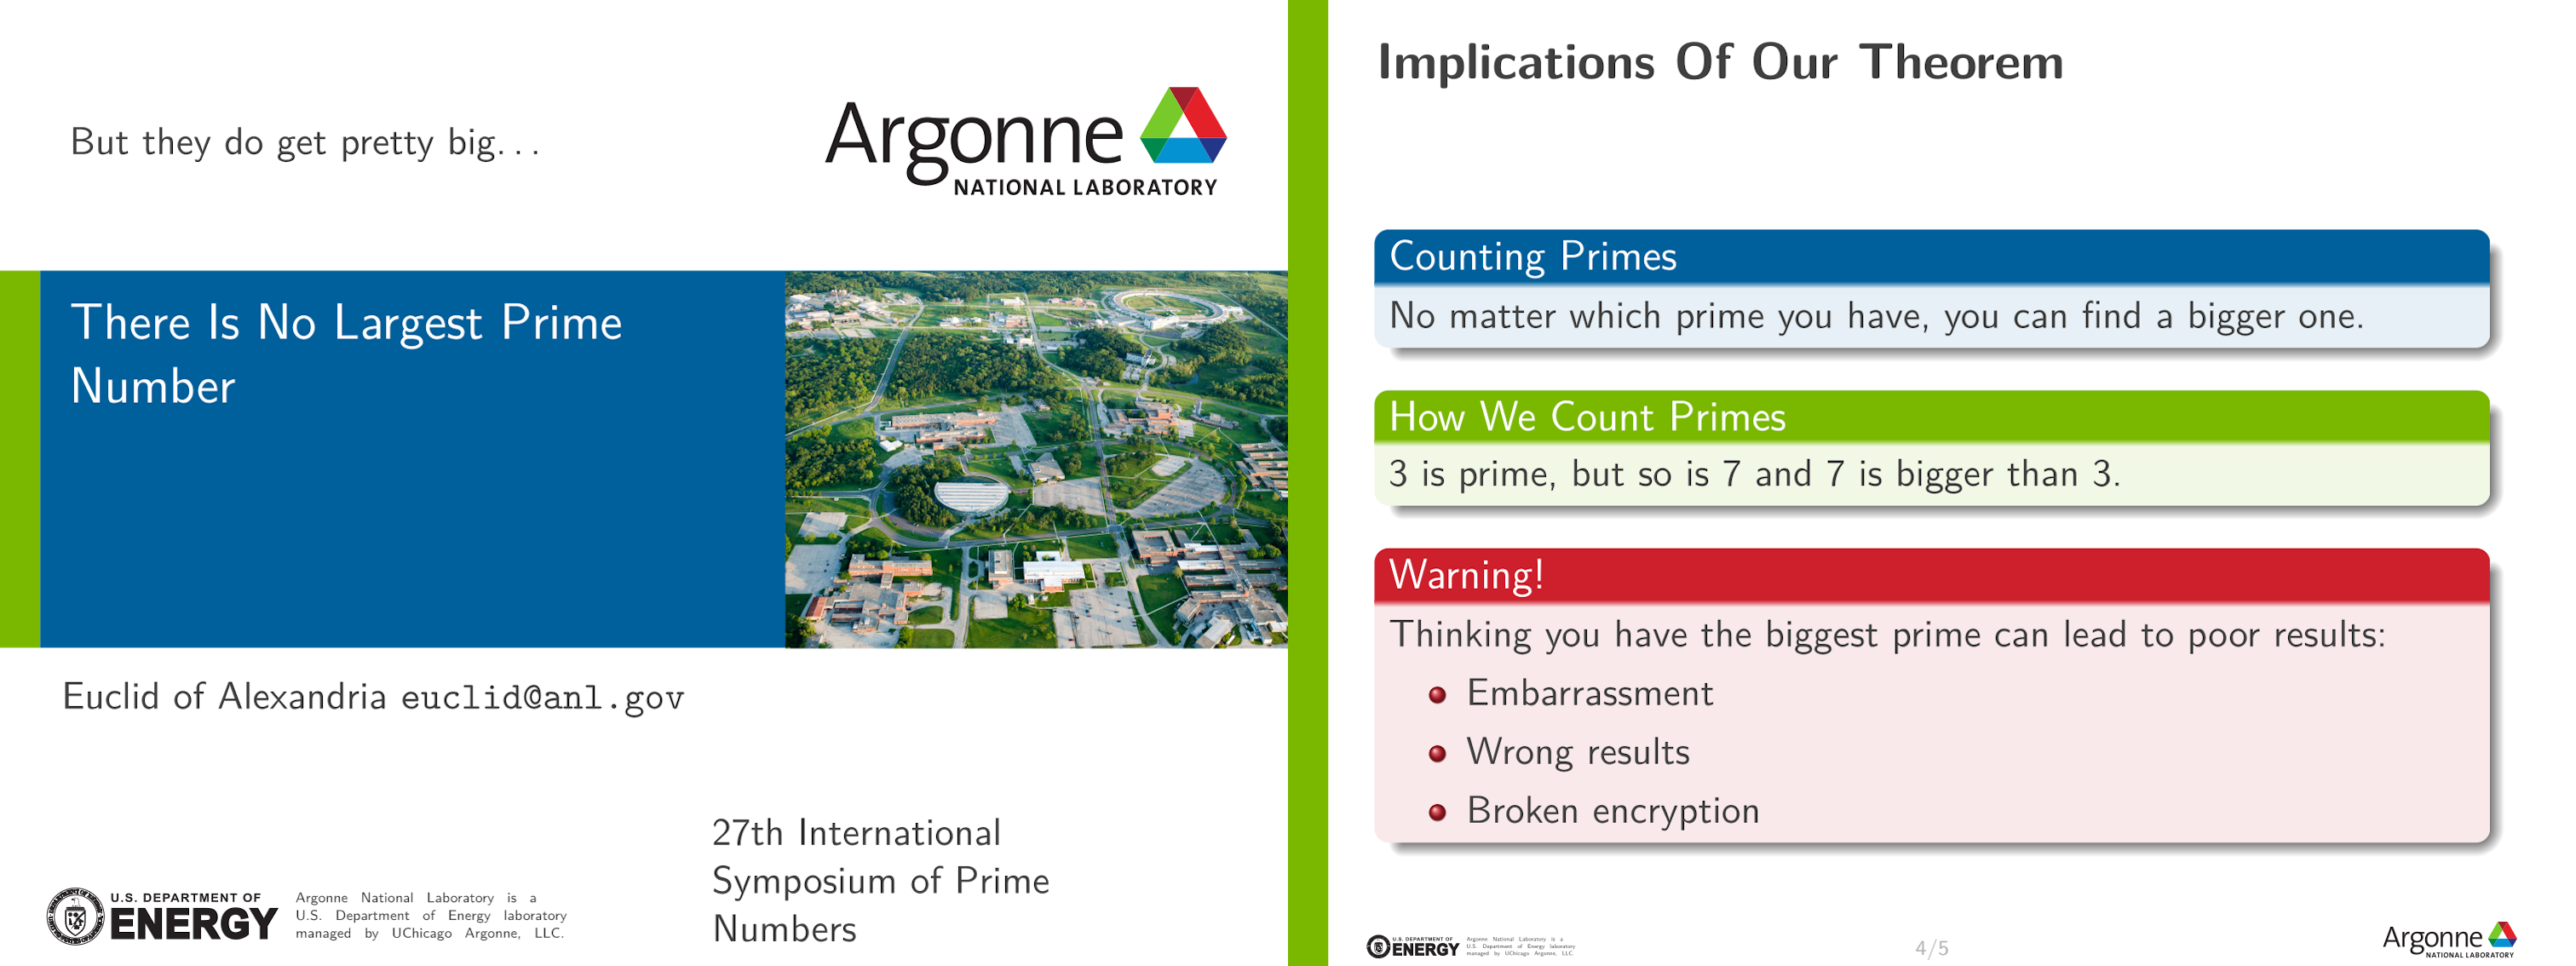 But they do get pretty big...
Argonne
NATIONAL LABORATORY
There Is No Largest Prime
Number
Euclid of Alexandria euclid@anl.gov
27th International
Symposium of Prime
Numbers
U.S. DEPARTMENT OF
ENERGY
Argonne National Laboratory is a
U.S. Department of Energy laboratory
managed by UChicago Argonne, LLC.
Implications Of Our Theorem
Counting Primes
No matter which prime you have, you can find a bigger one.
How We Count Primes
3 is prime, but so is 7 and 7 is bigger than 3.
Warning!
Thinking you have the biggest prime can lead to poor results:
Embarrassment
Wrong results
Broken encryption
U.S. DEPARTMENT OF
ENERGY
Argonne National Laboratory is a
U.S. Department of Energy laboratory
managed by UChicago Argonne, LLC.
4/5
Argonne
NATIONAL LABORATORY